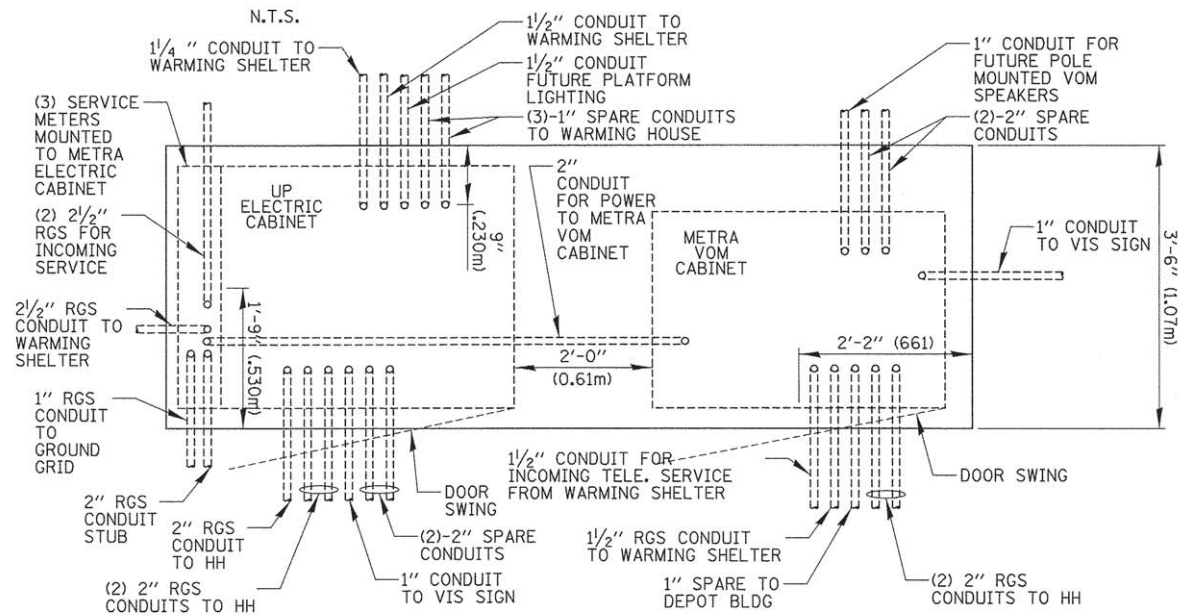 N.T.S.
1 1/4 " CONDUIT TO
WARMING SHELTER
1 1/2" CONDUIT TO
WARMING SHELTER
1 1/2" CONDUIT
FUTURE PLATFORM
LIGHTING
(3)-1" SPARE CONDUITS
TO WARMING HOUSE
1" CONDUIT FOR
FUTURE POLE
MOUNTED VOM
SPEAKERS
(2)-2" SPARE
CONDUITS
(3) SERVICE
METERS
MOUNTED
TO METRA
ELECTRIC
CABINET
(2) 2 1/2"
RGS FOR
INCOMING
SERVICE
2 1/2" RGS
CONDUIT TO
WARMING
SHELTER
1" RGS
CONDUIT
TO
GROUND
GRID
UP
ELECTRIC
CABINET
9"
(.230m)
2"
CONDUIT
FOR POWER
TO METRA
VOM
CABINET
METRA
VOM
CABINET
1" CONDUIT
TO VIS SIGN
3'-6" (1.07m)
1'-9" (.530m)
2'-0"
(0.61m)
2'-2" (661)
2" RGS
CONDUIT
STUB
2" RGS
CONDUIT
TO HH
(2) 2" RGS
CONDUITS TO HH
1" CONDUIT
TO VIS SIGN
(2)-2" SPARE
CONDUITS
DOOR
SWING
1 1/2" CONDUIT FOR
INCOMING TELE. SERVICE
FROM WARMING SHELTER
1 1/2" RGS CONDUIT
TO WARMING SHELTER
1" SPARE TO
DEPOT BLDG
(2) 2" RGS
CONDUITS TO HH
DOOR SWING